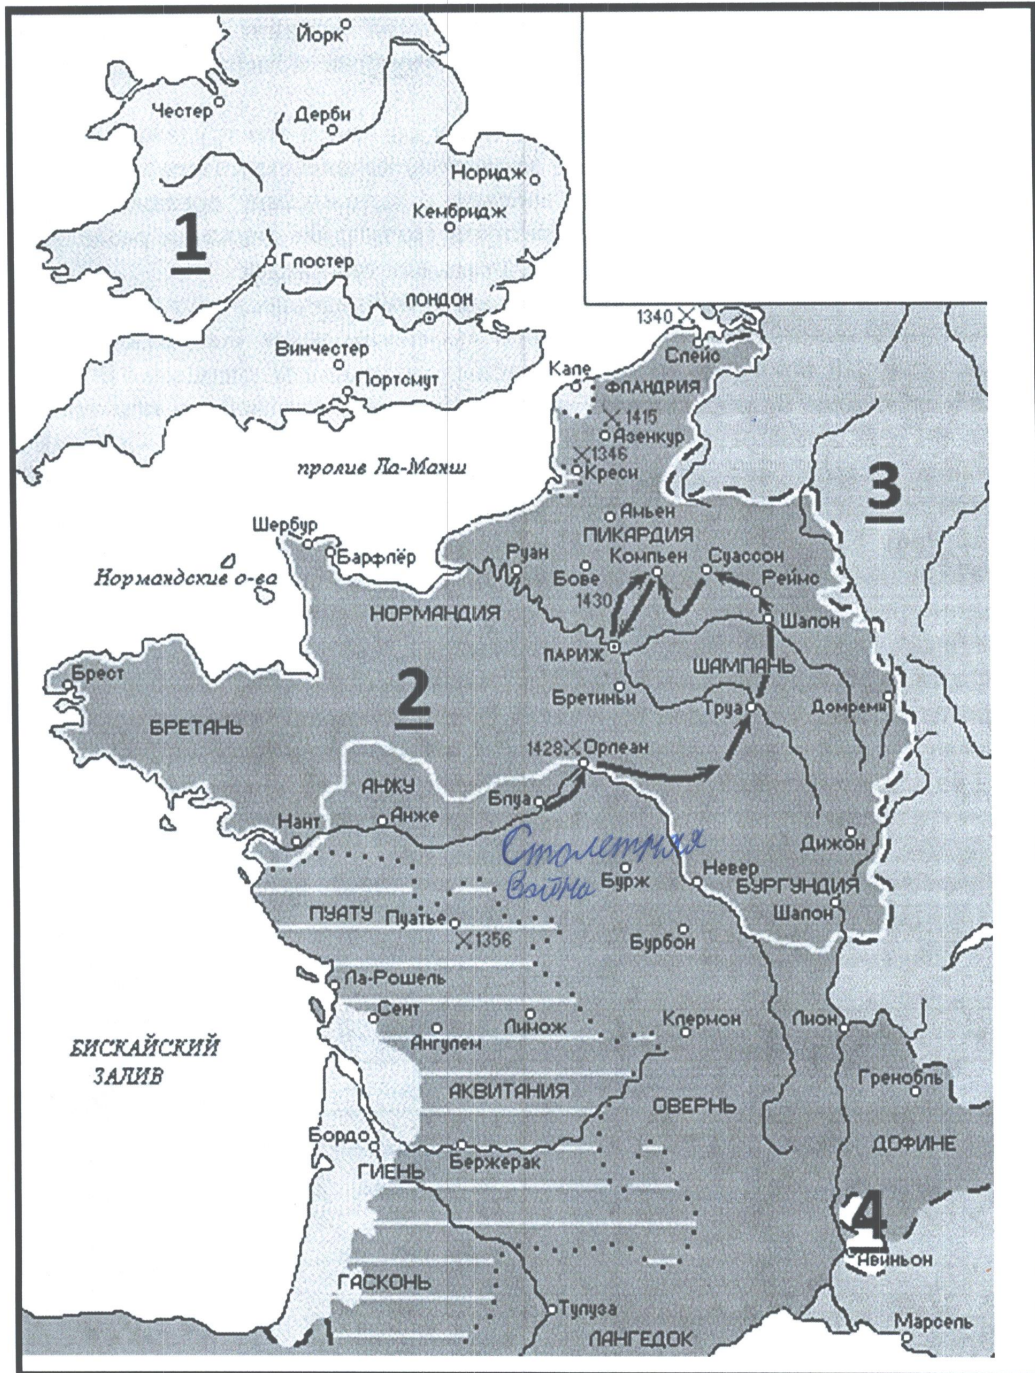 Йорк
Честер
Дерби
Норидж
Кембридж
1
Глостер
ЛОНДОН
Винчестер
Портсмут
1340
Слейс
Кале
ФЛАНДРИЯ
1415
Азенкур
1346
Креси
пролив Ла-Манш
3
Амьен
ПИКАРДИЯ
Шербур
Барфлёр
Руан
Компьен
Суассон
Бове
Реймс
Нормандские о-ва
1430
НОРМАНДИЯ
Шалон
ПАРИЖ
ШАМПАНЬ
Брест
2
Бретиньи
Труа
Домреми
БРЕТАНЬ
1428
Орлеан
АНЖУ
Блуа
Анже
Нант
Столетняя
Война
Дижон
Бурж
Невер
БУРГУНДИЯ
Шалон
ПУАТУ
Пуатье
1356
Бурбон
Ла-Рошель
Сент
Ангулем
Лимож
Клермон
Лион
БИСКАЙСКИЙ
ЗАЛИВ
Гренобль
АКВИТАНИЯ
ОВЕРНЬ
Бордо
ДОФИНЕ
Бержерак
ГИЕНЬ
4
Авиньон
ГАСКОНЬ
Тулуза
ЛАНГЕДОК
Марсель